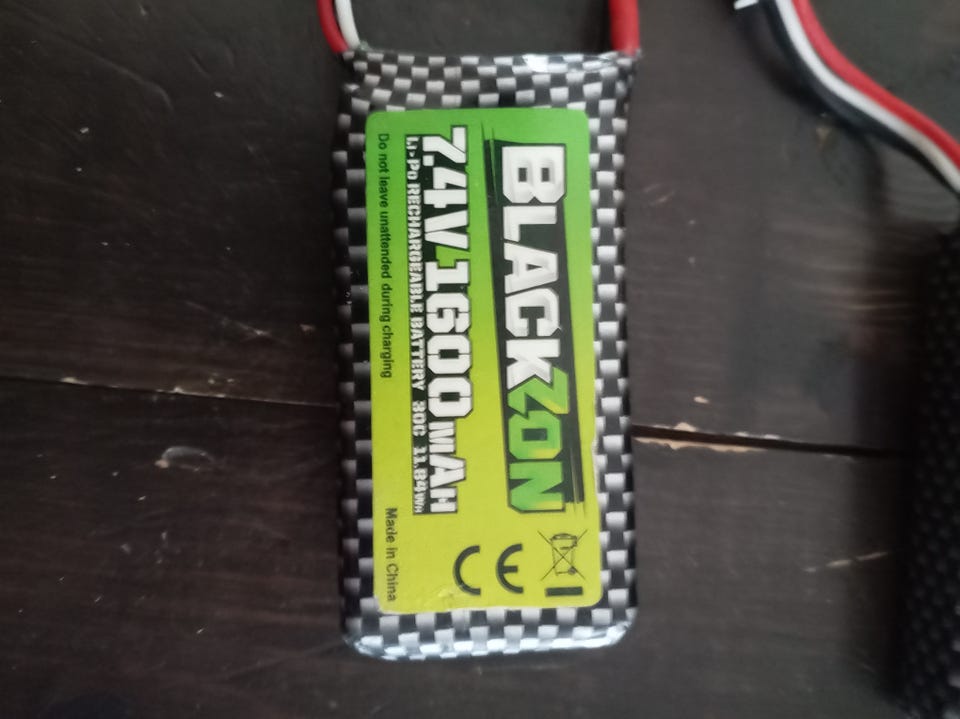 BLACKZON
7.4V 1600mAH
Li-Po RECHARGEABLE BATTERY 30C 11.84Wh
Do not leave unattended during charging
Made in China
CE